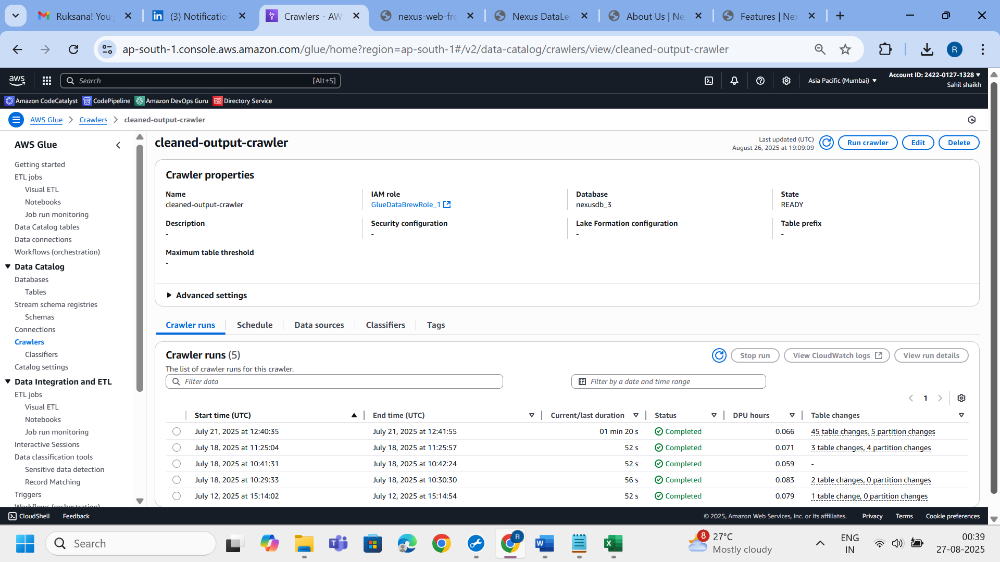 Ruksana! You
(3) Notification
Crawlers - AW
nexus-web-fro
Nexus DataLe
About Us | Ne
Features | Nex
ap-south-1.console.aws.amazon.com/glue/home?region=ap-south-1#/v2/data-catalog/crawlers/view/cleaned-output-crawler
R
aws
Search [Alt+S]
Asia Pacific (Mumbai)
Account ID: 2422-0127-1328
Sahil shaikh
Amazon CodeCatalyst
CodePipeline
Amazon DevOps Guru
Directory Service
AWS Glue
Crawlers
cleaned-output-crawler
AWS Glue
Getting started
ETL jobs
Visual ETL
Notebooks
Job run monitoring
Data Catalog tables
Data connections
Workflows (orchestration)
Data Catalog
Databases
Tables
Stream schema registries
Schemas
Connections
Crawlers
Classifiers
Catalog settings
Data Integration and ETL
ETL jobs
Visual ETL
Notebooks
Job run monitoring
Interactive Sessions
Data classification tools
Sensitive data detection
Record Matching
Triggers
Workflows (orchestration)
cleaned-output-crawler
Last updated (UTC)
August 26, 2025 at 19:09:09
Run crawler
Edit
Delete
Crawler properties
Name
cleaned-output-crawler
IAM role
GlueDataBrewRole_1
Database
nexusdb_3
State
READY
Description
-
Security configuration
-
Lake Formation configuration
-
Table prefix
-
Maximum table threshold
-
Advanced settings
Crawler runs
Schedule
Data sources
Classifiers
Tags
Crawler runs (5)
The list of crawler runs for this crawler.
Stop run
View CloudWatch logs
View run details
Filter data
Filter by a date and time range
1
Start time (UTC) End time (UTC) Current/last duration Status DPU hours Table changes
July 21, 2025 at 12:40:35 July 21, 2025 at 12:41:55 01 min 20 s Completed 0.066 45 table changes, 5 partition changes
July 18, 2025 at 11:25:04 July 18, 2025 at 11:25:57 52 s Completed 0.071 3 table changes, 4 partition changes
July 18, 2025 at 10:41:31 July 18, 2025 at 10:42:24 52 s Completed 0.059 -
July 18, 2025 at 10:29:33 July 18, 2025 at 10:30:30 56 s Completed 0.083 2 table changes, 0 partition changes
July 12, 2025 at 15:14:02 July 12, 2025 at 15:14:54 52 s Completed 0.079 1 table change, 0 partition changes
CloudShell
Feedback
© 2025, Amazon Web Services, Inc. or its affiliates.
Privacy
Terms
Cookie preferences
Search
8
27°C
Mostly cloudy
ENG
IN
00:39
27-08-2025